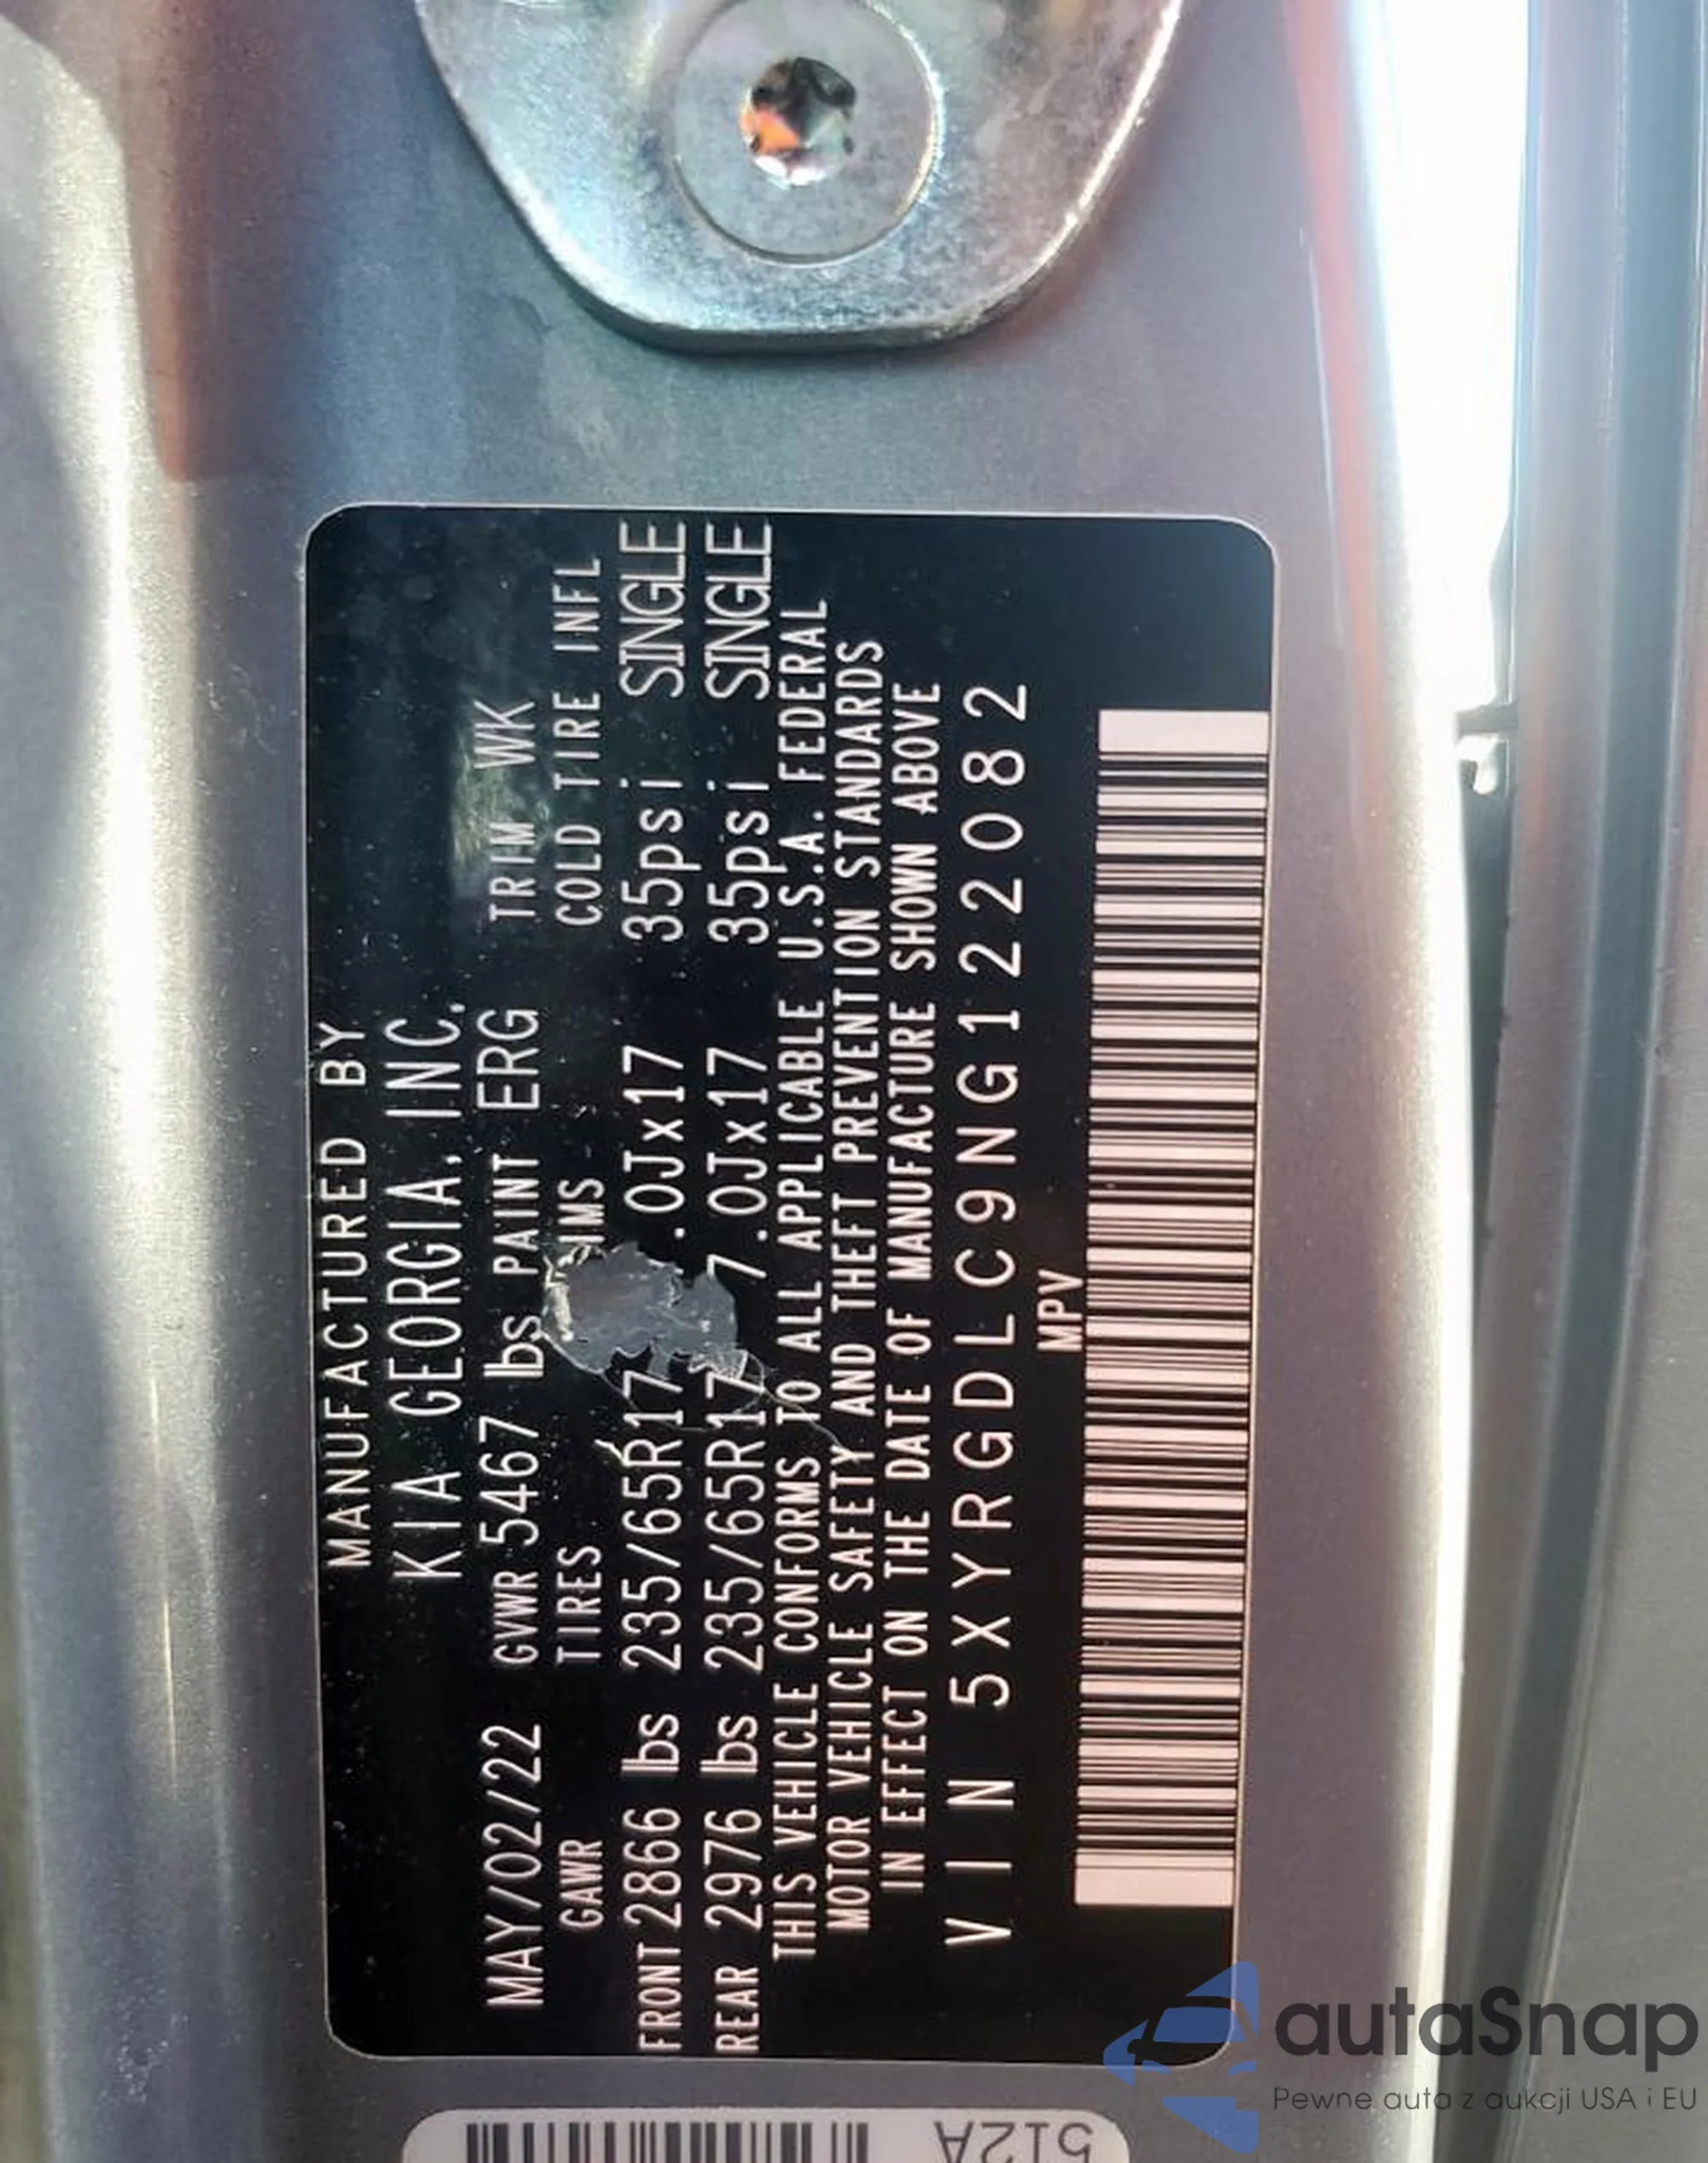 MANUFACTURED BY
KIA GEORGIA, INC.
MAY/02/22 GVWR 5467 lbs PAINT ERG TRIM WK
GAWR TIRES IMS COLD TIRE INFL
FRONT 2866 lbs 235/65R17 .0Jx17 35psi SINGLE
REAR 2976 lbs 235/65R17 7.0Jx17 35psi SINGLE
THIS VEHICLE CONFORMS TO ALL APPLICABLE U.S.A. FEDERAL
MOTOR VEHICLE SAFETY AND THEFT PREVENTION STANDARDS
IN EFFECT ON THE DATE OF MANUFACTURE SHOWN ABOVE
VIN 5XYRGDLC9NG122082
MPV
512A
autaSnap
Pewne auta z aukcji USA i EU